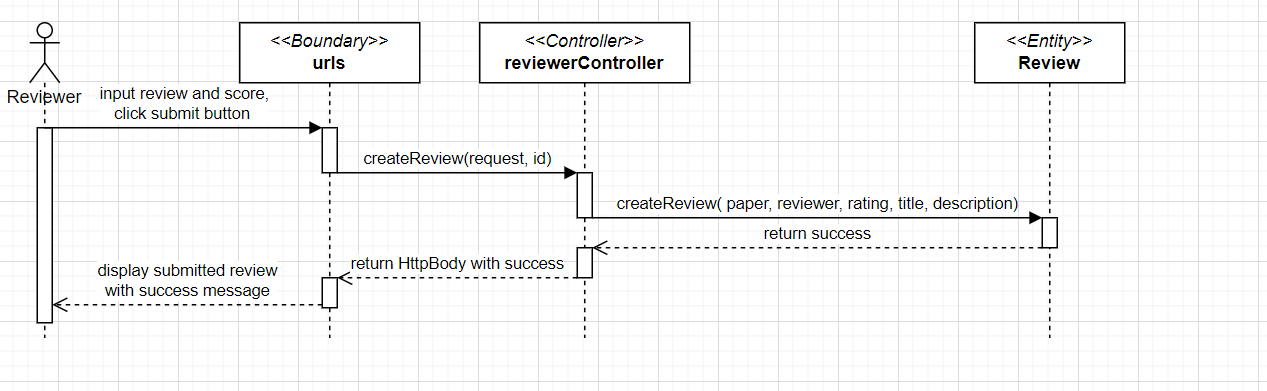 <<Boundary>>
urls
<<Controller>>
reviewerController
<<Entity>>
Review
Reviewer
input review and score,
click submit button
createReview(request, id)
createReview( paper, reviewer, rating, title, description)
return success
return HttpBody with success
display submitted review
with success message